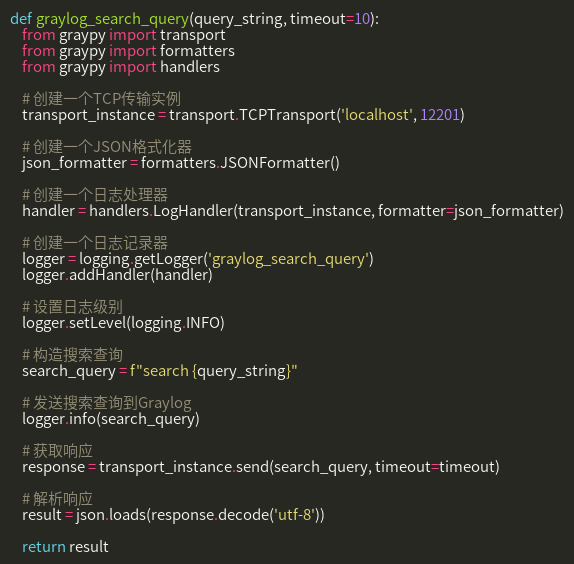 def graylog_search_query(query_string, timeout=10):
from graypy import transport
from graypy import formatters
from graypy import handlers
# 创建一个TCP传输实例
transport_instance = transport.TCPTransport('localhost', 12201)
# 创建一个JSON格式化器
json_formatter = formatters.JSONFormatter()
# 创建一个日志处理器
handler = handlers.LogHandler(transport_instance, formatter=json_formatter)
# 创建一个日志记录器
logger = logging.getLogger('graylog_search_query')
logger.addHandler(handler)
# 设置日志级别
logger.setLevel(logging.INFO)
# 构造搜索查询
search_query = f"search {query_string}"
# 发送搜索查询到Graylog
logger.info(search_query)
# 获取响应
response = transport_instance.send(search_query, timeout=timeout)
# 解析响应
result = json.loads(response.decode('utf-8'))
return result